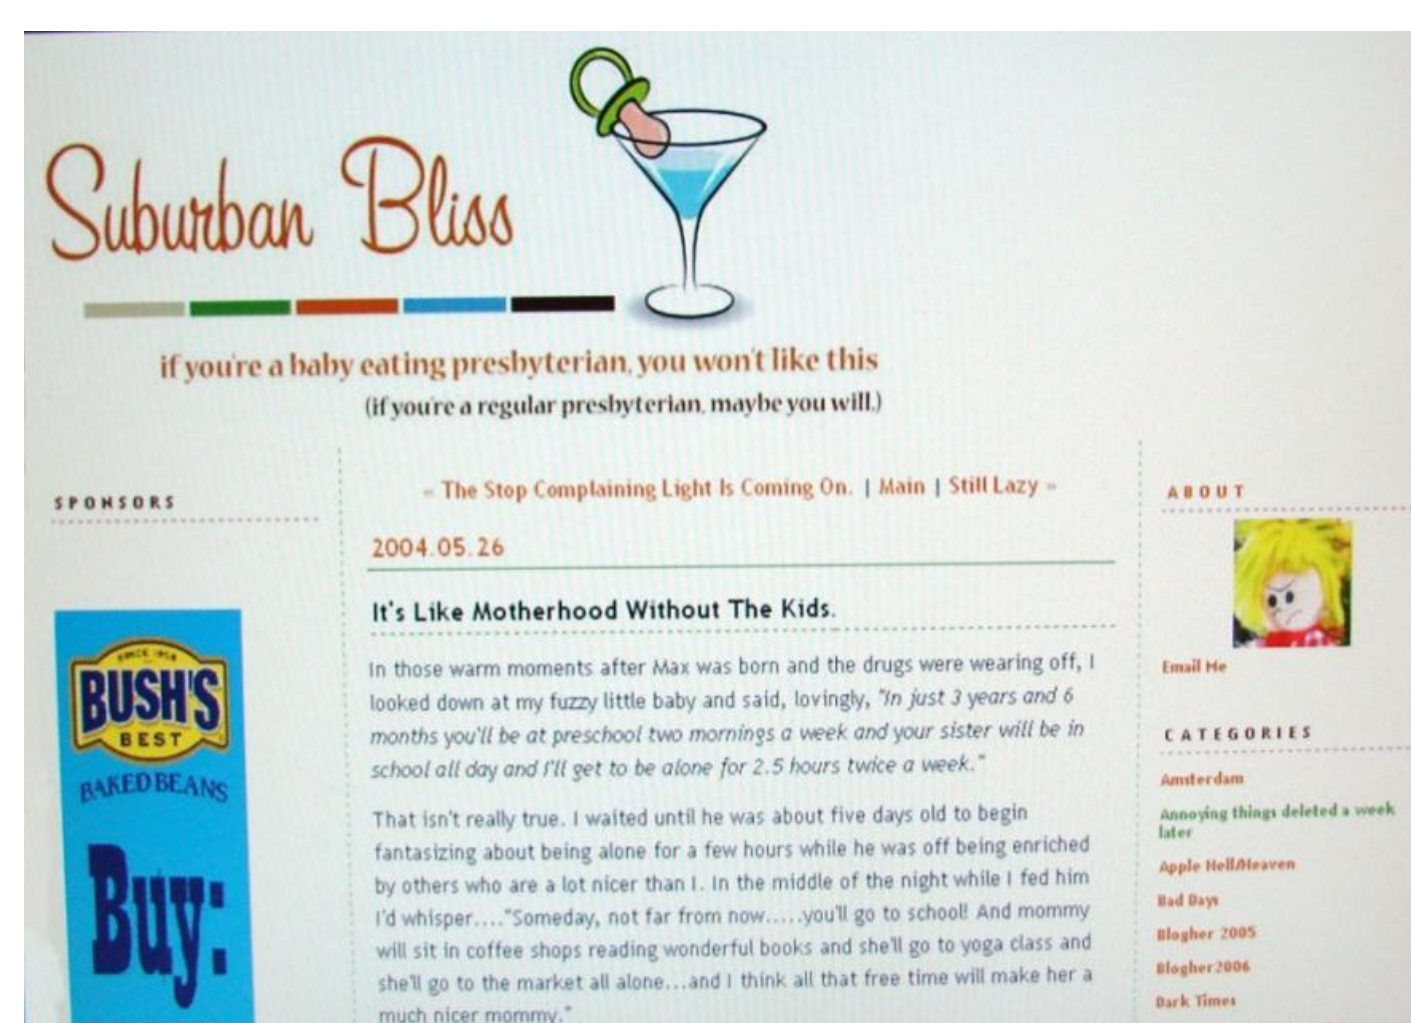 Suburban Bliss
if you're a baby eating presbyterian, you won't like this
(if you're a regular presbyterian, maybe you will.)
SPONSORS
SINCE 1908
BUSH'S
BEST
BAKED BEANS
Buy:
« The Stop Complaining Light Is Coming On. | Main | Still Lazy »
2004.05.26
It's Like Motherhood Without The Kids.
In those warm moments after Max was born and the drugs were wearing off, I
looked down at my fuzzy little baby and said, lovingly, "In just 3 years and 6
months you'll be at preschool two mornings a week and your sister will be in
school all day and I'll get to be alone for 2.5 hours twice a week."
That isn't really true. I waited until he was about five days old to begin
fantasizing about being alone for a few hours while he was off being enriched
by others who are a lot nicer than I. In the middle of the night while I fed him
I'd whisper...."Someday, not far from now.....you'll go to school! And mommy
will sit in coffee shops reading wonderful books and she'll go to yoga class and
she'll go to the market all alone...and I think all that free time will make her a
much nicer mommy."
ABOUT
Email Me
CATEGORIES
Amsterdam
Annoying things deleted a week
later
Apple Hell/Heaven
Bad Days
Blogher 2005
Blogher2006
Dark Times